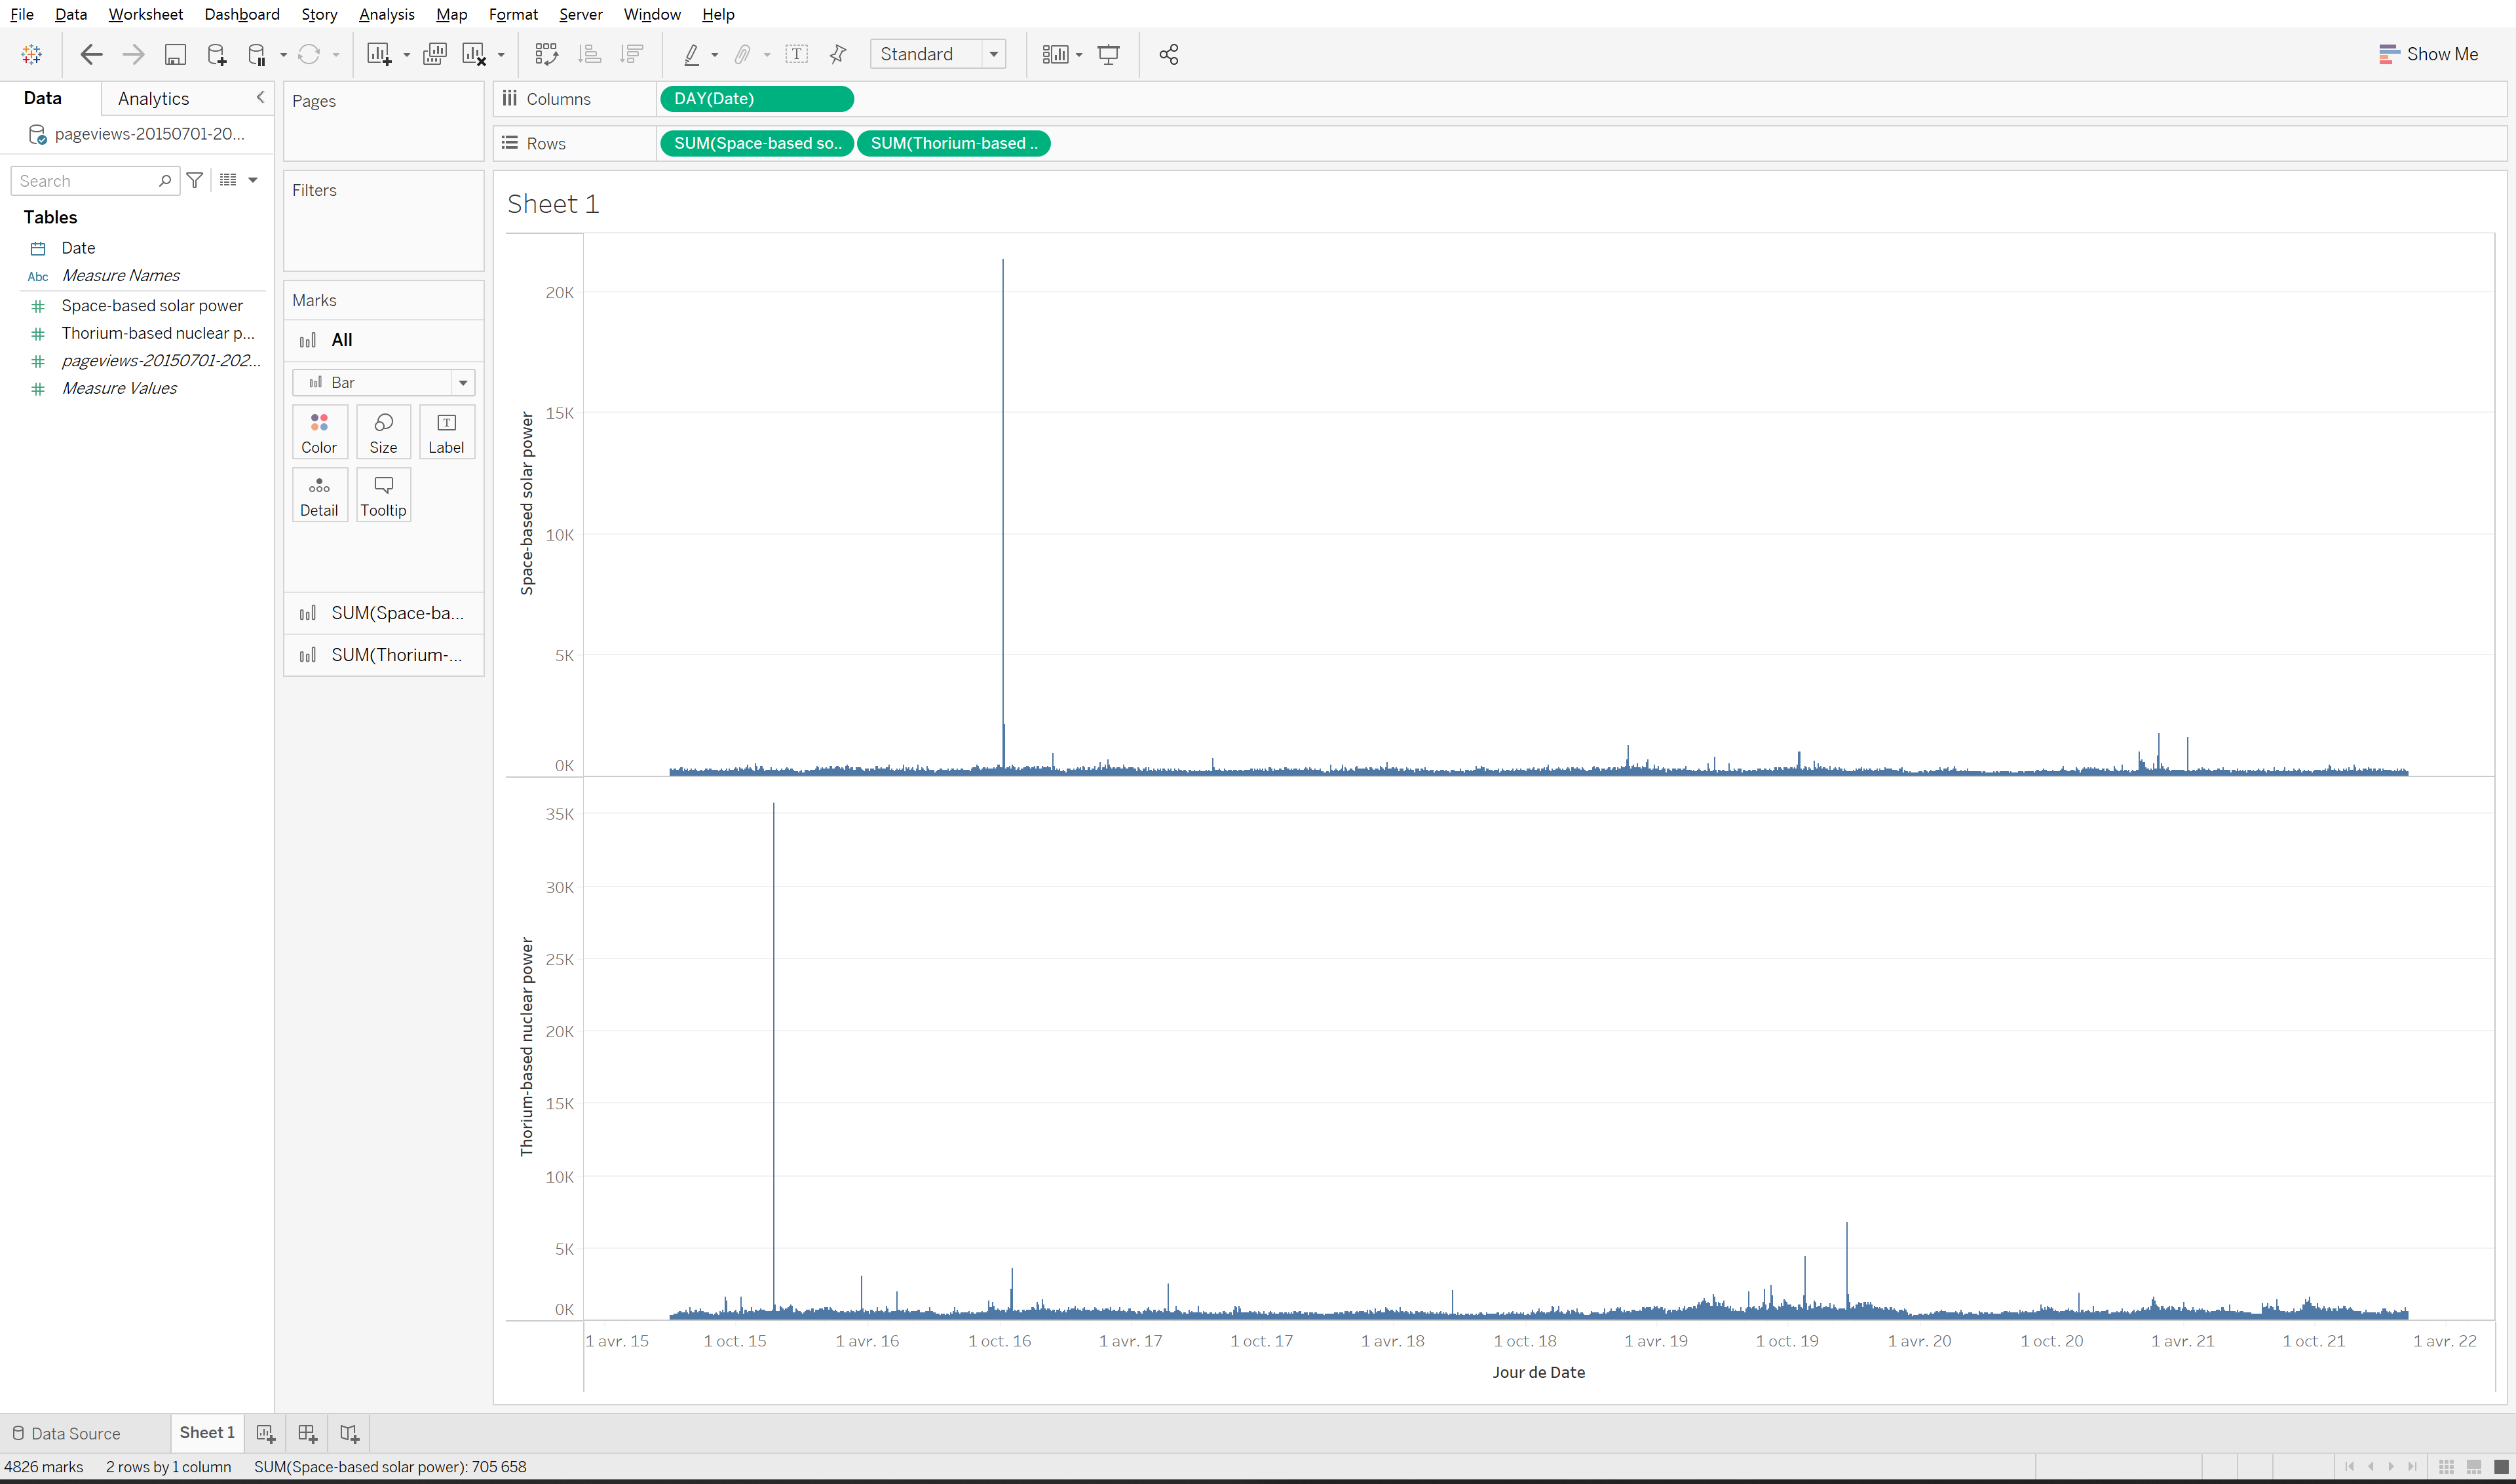 File Data Worksheet Dashboard Story Analysis Map Format Server Window Help
Standard
Show Me
Data Analytics
pageviews-20150701-20...
Search
Tables
Date
Abc Measure Names
Space-based solar power
Thorium-based nuclear p...
pageviews-20150701-202...
Measure Values
Pages
Filters
Marks
All
Bar
Color Size Label
Detail Tooltip
SUM(Space-ba...
SUM(Thorium-...
Columns DAY(Date)
Rows SUM(Space-based so.. SUM(Thorium-based ..
Sheet 1
Space-based solar power
20K
15K
10K
5K
0K
Thorium-based nuclear power
35K
30K
25K
20K
15K
10K
5K
0K
1 avr. 15 1 oct. 15 1 avr. 16 1 oct. 16 1 avr. 17 1 oct. 17 1 avr. 18 1 oct. 18 1 avr. 19 1 oct. 19 1 avr. 20 1 oct. 20 1 avr. 21 1 oct. 21 1 avr. 22
Jour de Date
Data Source Sheet 1
4826 marks 2 rows by 1 column SUM(Space-based solar power): 705 658